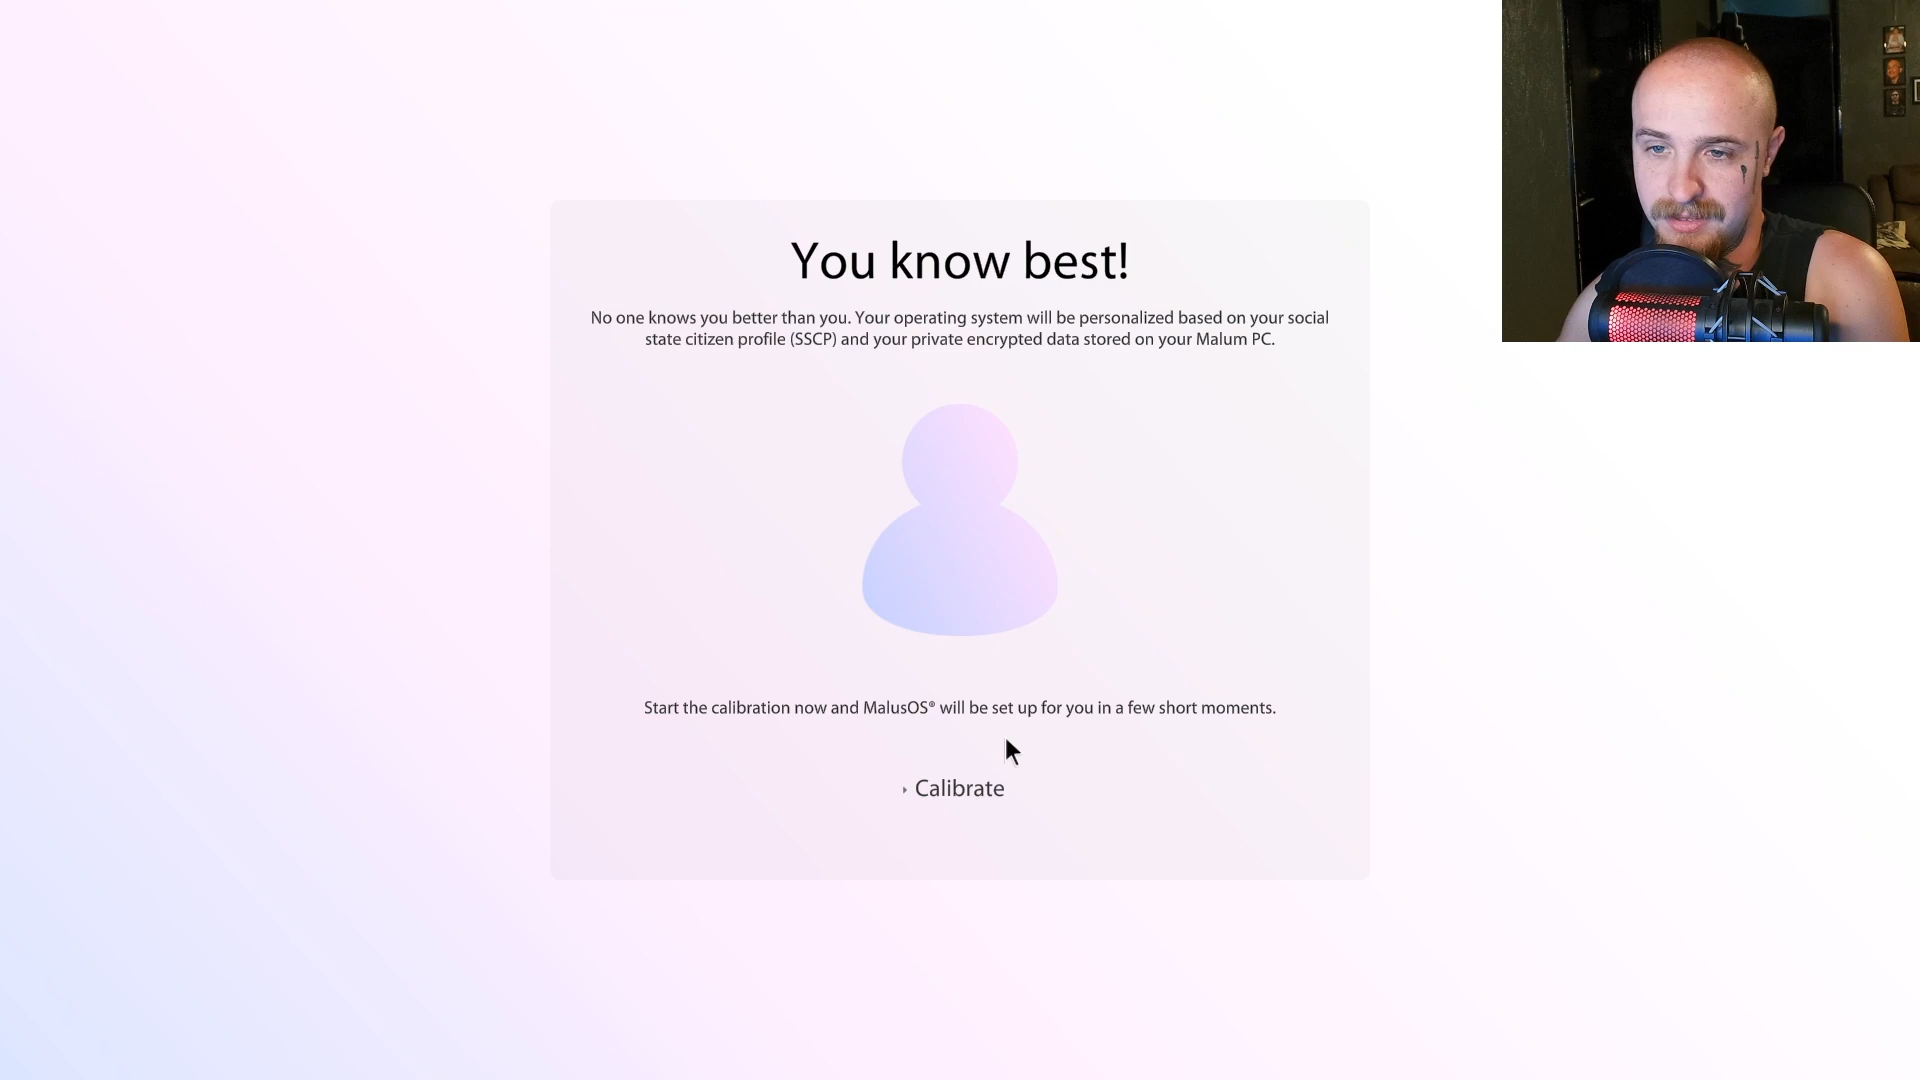 You know best!
No one knows you better than you. Your operating system will be personalized based on your social
state citizen profile (SSCP) and your private encrypted data stored on your Malum PC.
Start the calibration now and MalusOS® will be set up for you in a few short moments.
Calibrate